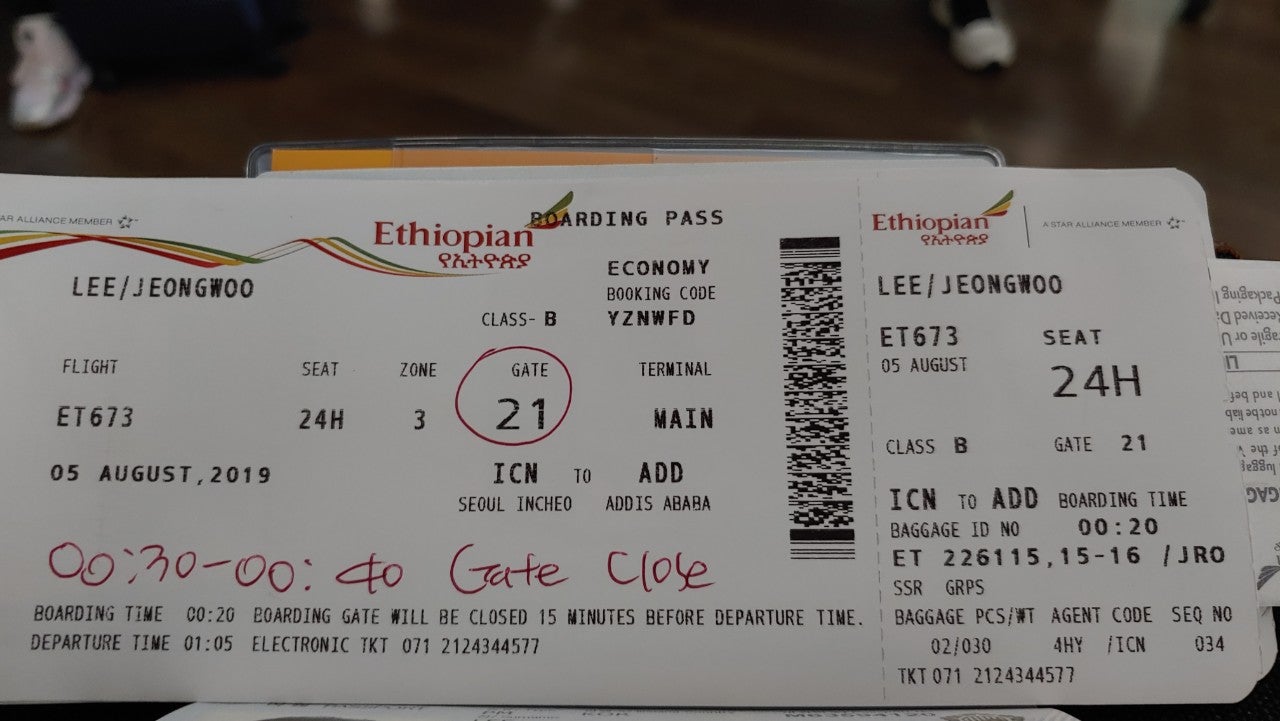 AR ALLIANCE MEMBER
Ethiopian
የኢትዮጵያ
BOARDING PASS
LEE/JEONGWOO
ECONOMY
BOOKING CODE
CLASS- B YZNWFD
FLIGHT SEAT ZONE GATE TERMINAL
ET673 24H 3 21 MAIN
05 AUGUST,2019 ICN TO ADD
SEOUL INCHEO ADDIS ABABA
00:30-00:40 Gate Close
BOARDING TIME 00:20 BOARDING GATE WILL BE CLOSED 15 MINUTES BEFORE DEPARTURE TIME.
DEPARTURE TIME 01:05 ELECTRONIC TKT 071 2124344577
Ethiopian
የኢትዮጵያ
A STAR ALLIANCE MEMBER
LEE/JEONGWOO
ET673 SEAT
05 AUGUST 24H
CLASS B GATE 21
ICN TO ADD BOARDING TIME
BAGGAGE ID NO 00:20
ET 226115,15-16 /JRO
SSR GRPS
BAGGAGE PCS/WT AGENT CODE SEQ NO
02/030 4HY /ICN 034
TKT 071 2124344577